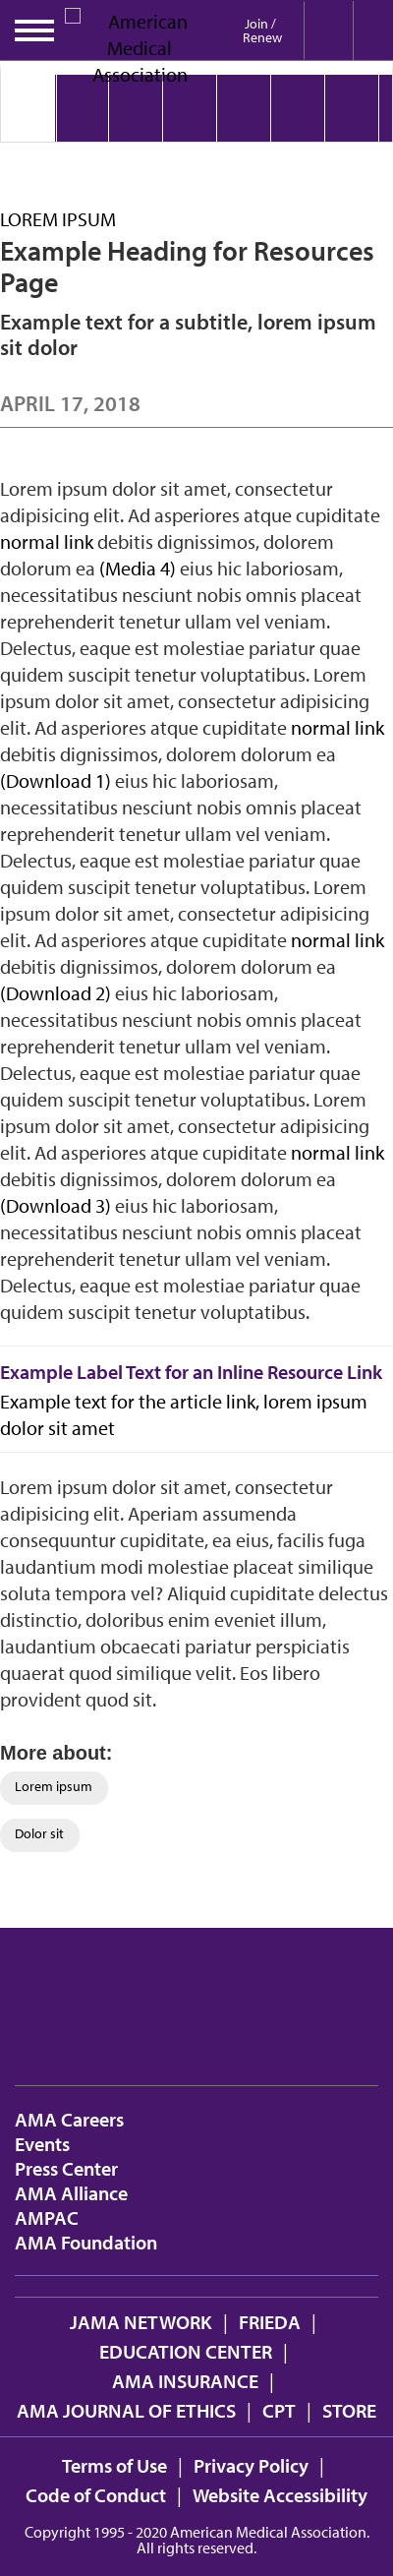 American
Medical
Association
Join /
Renew
LOREM IPSUM
Example Heading for Resources
Page
Example text for a subtitle, lorem ipsum
sit dolor
APRIL 17, 2018
Lorem ipsum dolor sit amet, consectetur
adipisicing elit. Ad asperiores atque cupiditate
normal link debitis dignissimos, dolorem
dolorum ea (Media 4) eius hic laboriosam,
necessitatibus nesciunt nobis omnis placeat
reprehenderit tenetur ullam vel veniam.
Delectus, eaque est molestiae pariatur quae
quidem suscipit tenetur voluptatibus. Lorem
ipsum dolor sit amet, consectetur adipisicing
elit. Ad asperiores atque cupiditate normal link
debitis dignissimos, dolorem dolorum ea
(Download 1) eius hic laboriosam,
necessitatibus nesciunt nobis omnis placeat
reprehenderit tenetur ullam vel veniam.
Delectus, eaque est molestiae pariatur quae
quidem suscipit tenetur voluptatibus. Lorem
ipsum dolor sit amet, consectetur adipisicing
elit. Ad asperiores atque cupiditate normal link
debitis dignissimos, dolorem dolorum ea
(Download 2) eius hic laboriosam,
necessitatibus nesciunt nobis omnis placeat
reprehenderit tenetur ullam vel veniam.
Delectus, eaque est molestiae pariatur quae
quidem suscipit tenetur voluptatibus. Lorem
ipsum dolor sit amet, consectetur adipisicing
elit. Ad asperiores atque cupiditate normal link
debitis dignissimos, dolorem dolorum ea
(Download 3) eius hic laboriosam,
necessitatibus nesciunt nobis omnis placeat
reprehenderit tenetur ullam vel veniam.
Delectus, eaque est molestiae pariatur quae
quidem suscipit tenetur voluptatibus.
Example Label Text for an Inline Resource Link
Example text for the article link, lorem ipsum
dolor sit amet
Lorem ipsum dolor sit amet, consectetur
adipisicing elit. Aperiam assumenda
consequuntur cupiditate, ea eius, facilis fuga
laudantium modi molestiae placeat similique
soluta tempora vel? Aliquid cupiditate delectus
distinctio, doloribus enim eveniet illum,
laudantium obcaecati pariatur perspiciatis
quaerat quod similique velit. Eos libero
provident quod sit.
More about:
Lorem ipsum
Dolor sit
AMA Careers
Events
Press Center
AMA Alliance
AMPAC
AMA Foundation
JAMA NETWORK | FRIEDA |
EDUCATION CENTER |
AMA INSURANCE |
AMA JOURNAL OF ETHICS | CPT | STORE
Terms of Use | Privacy Policy |
Code of Conduct | Website Accessibility
Copyright 1995 - 2020 American Medical Association.
All rights reserved.